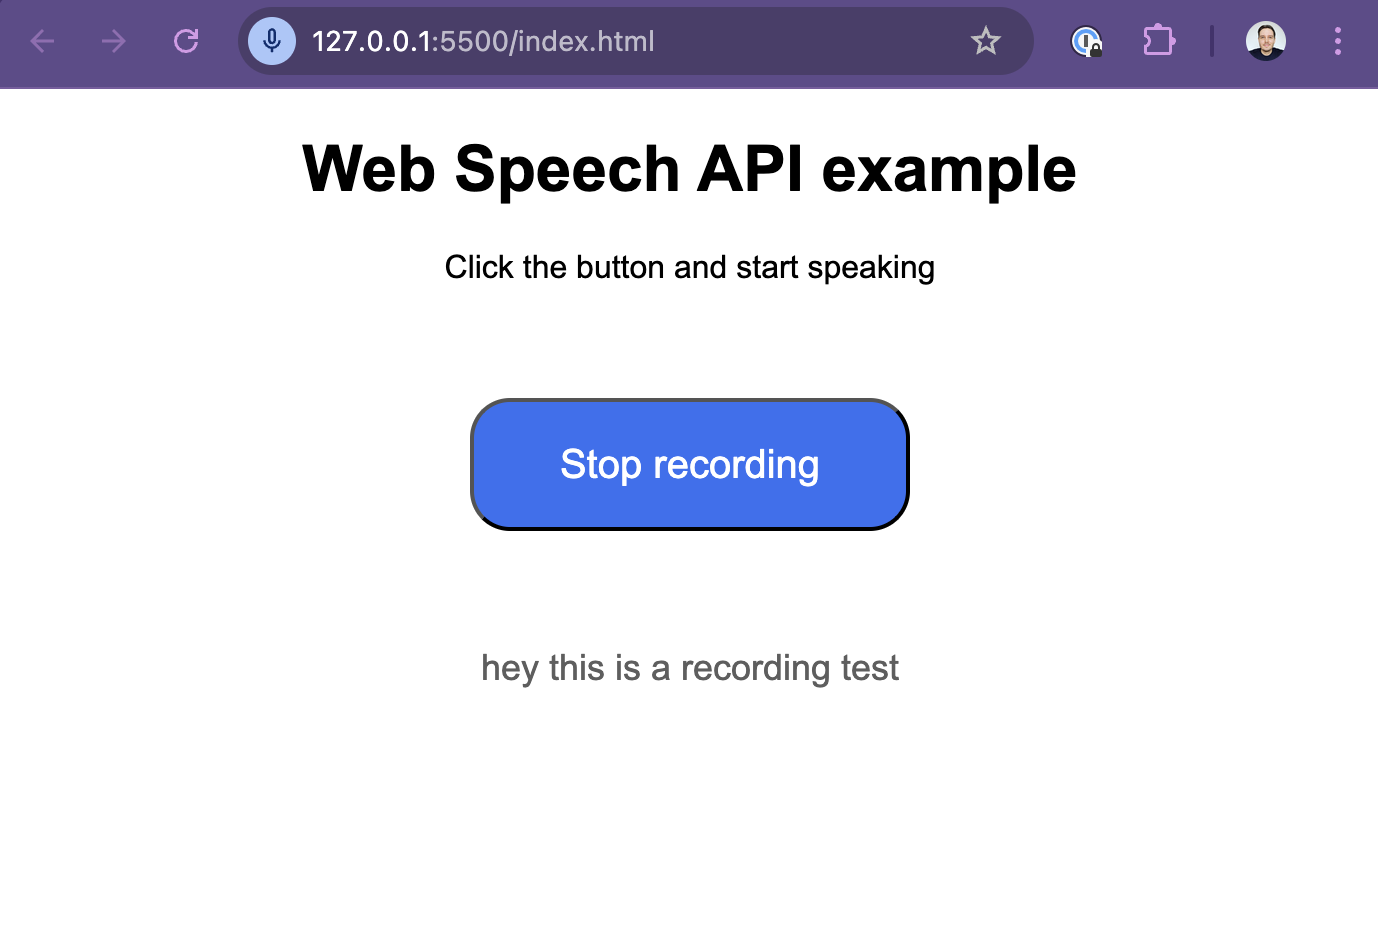 127.0.0.1:5500/index.html
Web Speech API example
Click the button and start speaking
Stop recording
hey this is a recording test